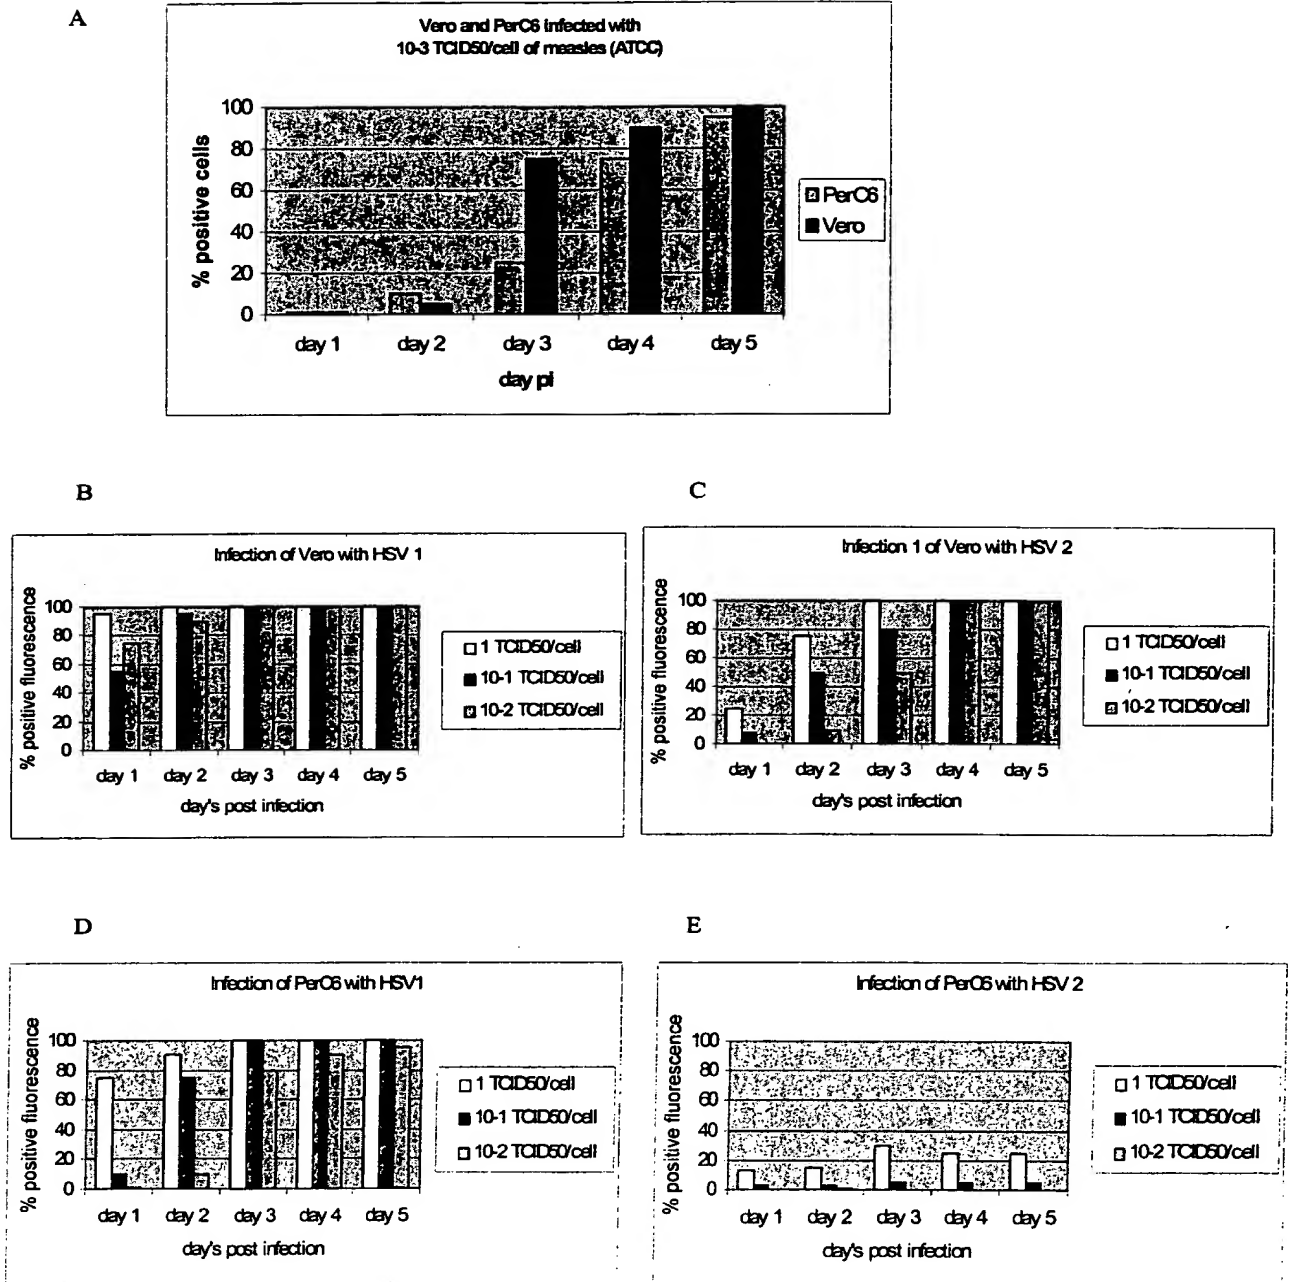 A
Vero and PerC6 infected with
10-3 TCID50/cell of measles (ATCC)
% positive cells
100
80
60
40
20
0
day 1 day 2 day 3 day 4 day 5
day pi
PerC6
Vero
B
Infection of Vero with HSV 1
% positive fluorescence
100
80
60
40
20
0
day 1 day 2 day 3 day 4 day 5
day's post infection
1 TCID50/cell
10-1 TCID50/cell
10-2 TCID50/cell
C
Infection 1 of Vero with HSV 2
% positive fluorescence
100
80
60
40
20
0
day 1 day 2 day 3 day 4 day 5
day's post infection
1 TCID50/cell
10-1 TCID50/cell
10-2 TCID50/cell
D
Infection of PerC6 with HSV1
% positive fluorescence
100
80
60
40
20
0
day 1 day 2 day 3 day 4 day 5
day's post infection
1 TCID50/cell
10-1 TCID50/cell
10-2 TCID50/cell
E
Infection of PerC6 with HSV 2
% positive fluorescence
100
80
60
40
20
0
day 1 day 2 day 3 day 4 day 5
day's post infection
1 TCID50/cell
10-1 TCID50/cell
10-2 TCID50/cell